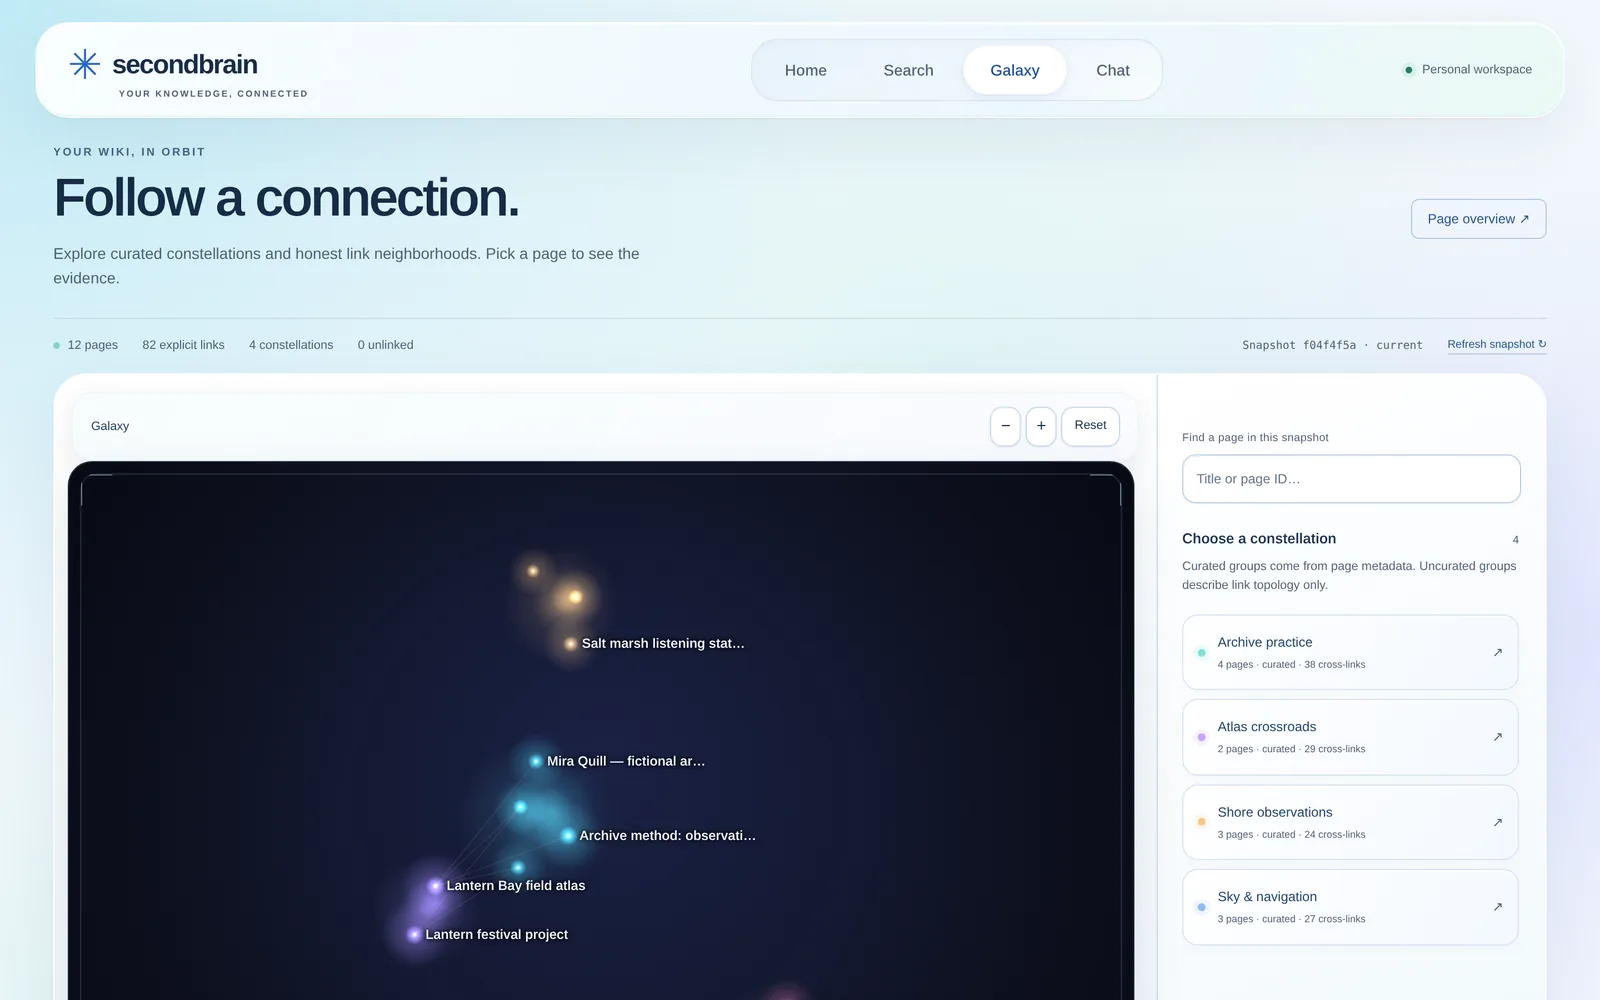 secondbrain
YOUR KNOWLEDGE, CONNECTED
Home
Search
Galaxy
Chat
Personal workspace
YOUR WIKI, IN ORBIT
Follow a connection.
Explore curated constellations and honest link neighborhoods. Pick a page to see the
evidence.
Page overview ↗
12 pages
82 explicit links
4 constellations
0 unlinked
Snapshot f04f4f5a · current
Refresh snapshot ↻
Galaxy
−
+
Reset
Salt marsh listening stat…
Mira Quill — fictional ar…
Archive method: observati…
Lantern Bay field atlas
Lantern festival project
Find a page in this snapshot
Title or page ID…
Choose a constellation
4
Curated groups come from page metadata. Uncurated groups
describe link topology only.
Archive practice
4 pages · curated · 38 cross-links
↗
Atlas crossroads
2 pages · curated · 29 cross-links
↗
Shore observations
3 pages · curated · 24 cross-links
↗
Sky & navigation
3 pages · curated · 27 cross-links
↗